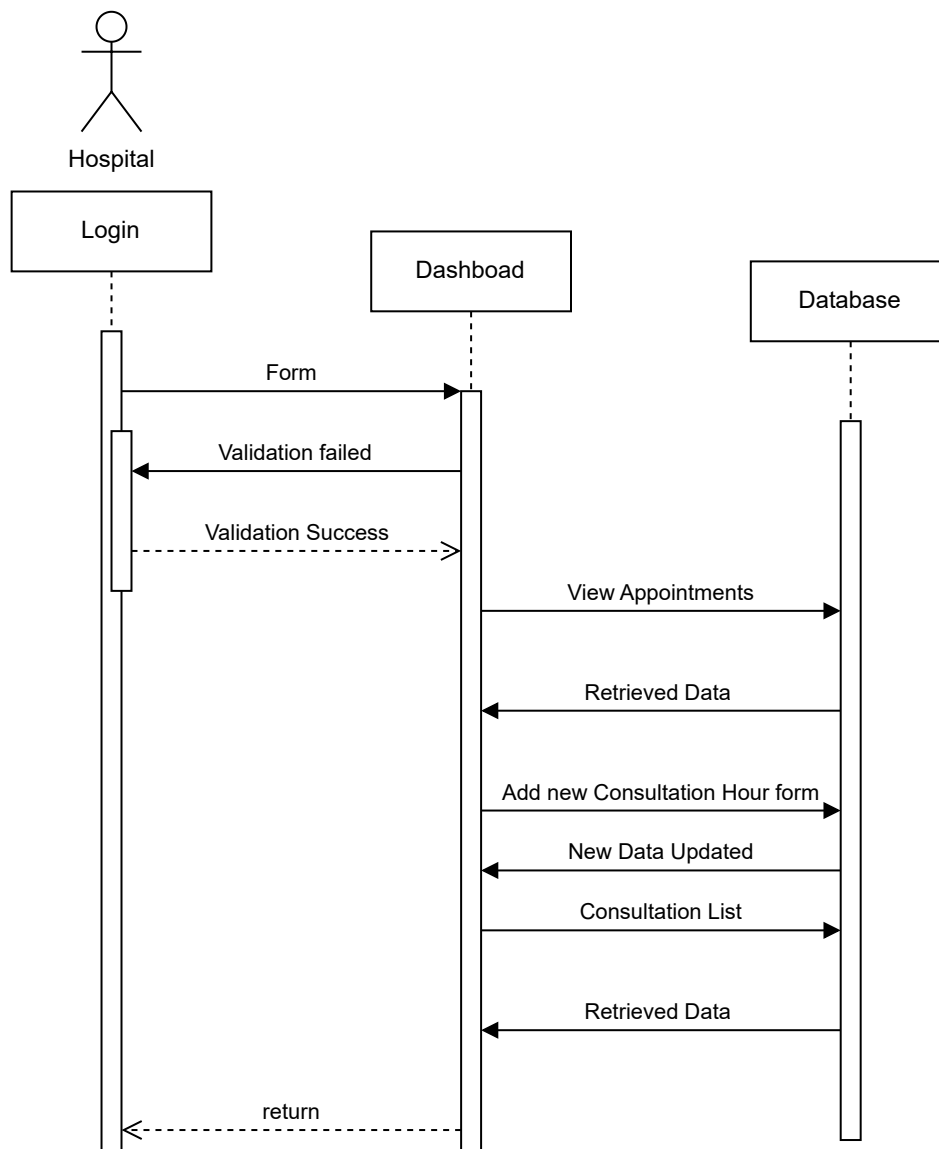 Hospital
Login
Dashboad
Database
Form
Validation failed
Validation Success
View Appointments
Retrieved Data
Add new Consultation Hour form
New Data Updated
Consultation List
Retrieved Data
return